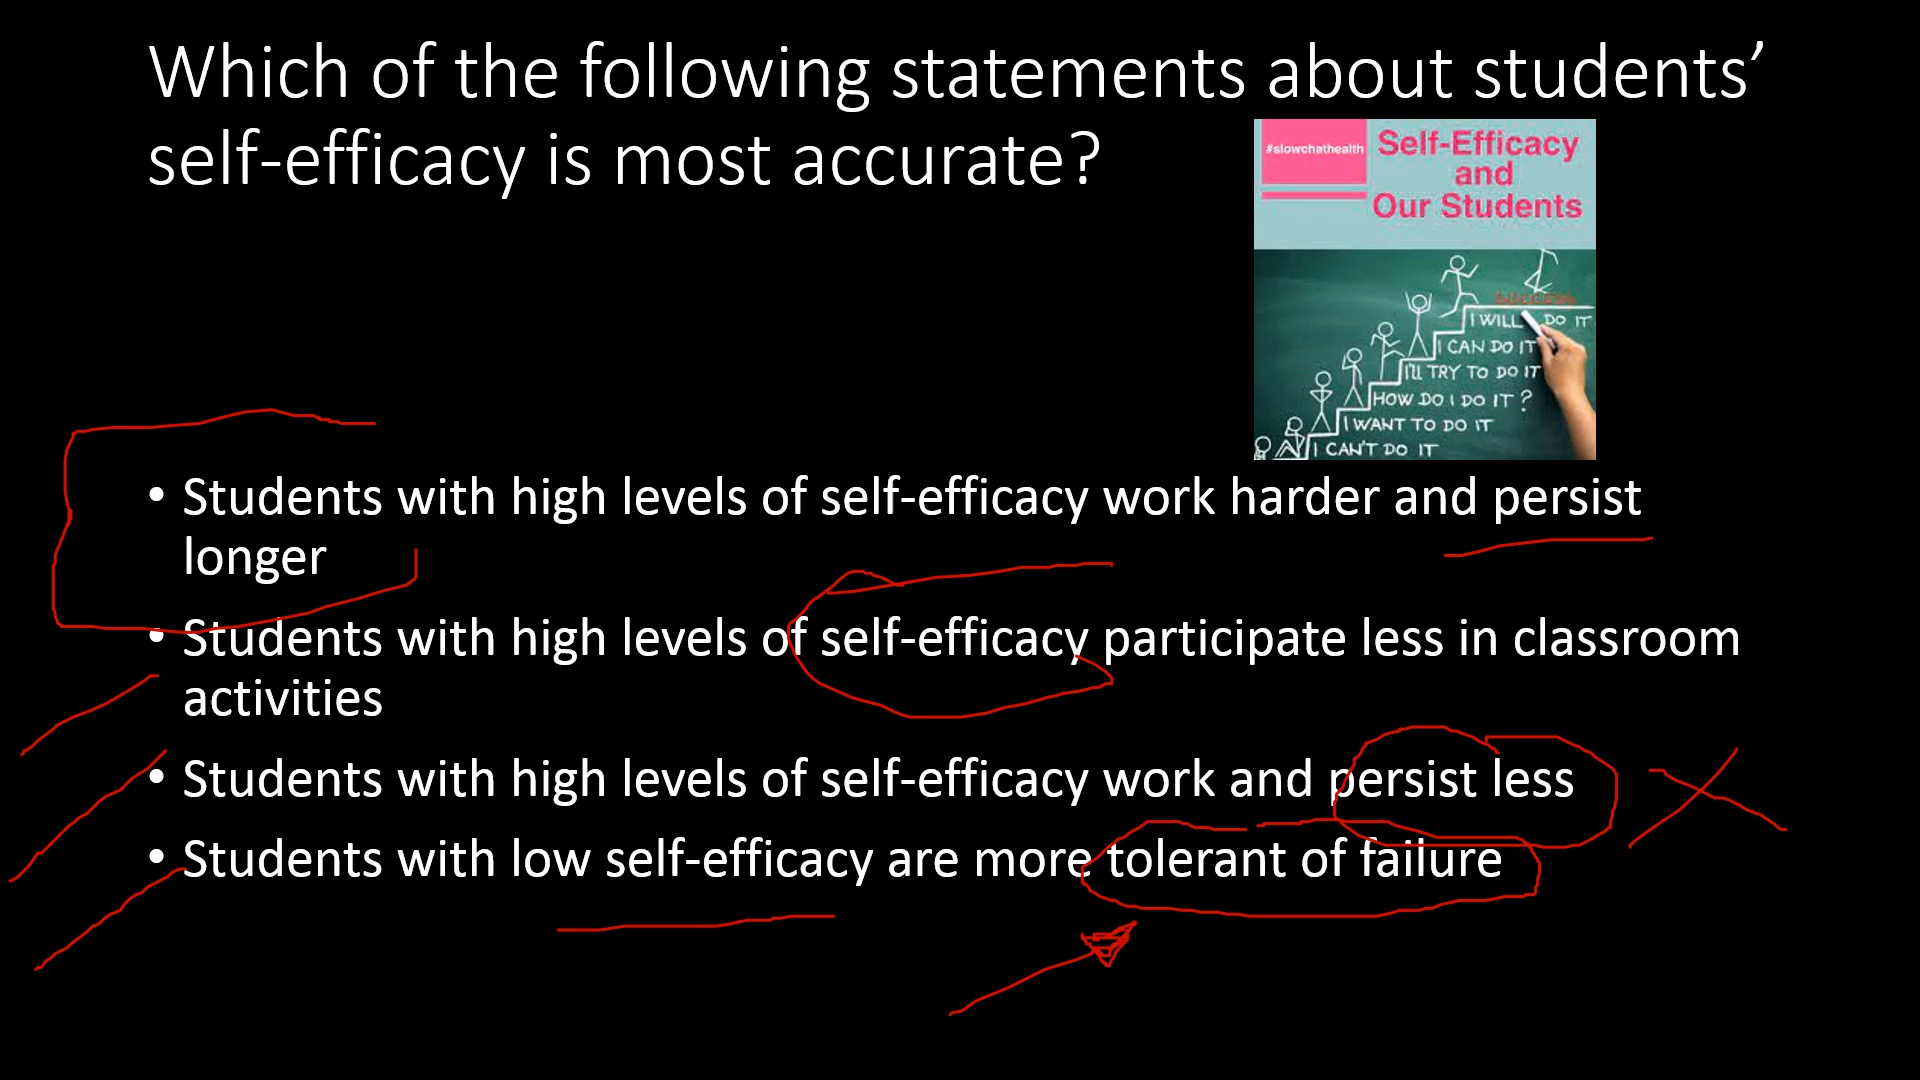 Which of the following statements about students’
self-efficacy is most accurate?
#slowchathealth
Self-Efficacy
and
Our Students
I WILL DO IT
I CAN DO IT
I'LL TRY TO DO IT
HOW DO I DO IT?
I WANT TO DO IT
I CAN'T DO IT
• Students with high levels of self-efficacy work harder and persist
longer
• Students with high levels of self-efficacy participate less in classroom
activities
• Students with high levels of self-efficacy work and persist less
• Students with low self-efficacy are more tolerant of failure